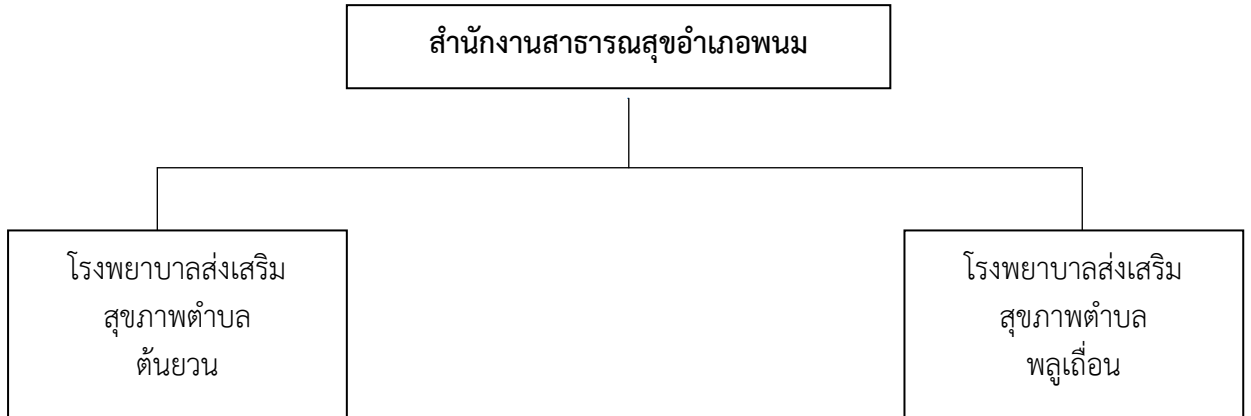 สำนักงานสาธารณสุขอำเภอพนม
โรงพยาบาลส่งเสริม
สุขภาพตำบล
ต้นยวน
โรงพยาบาลส่งเสริม
สุขภาพตำบล
พลูเถื่อน